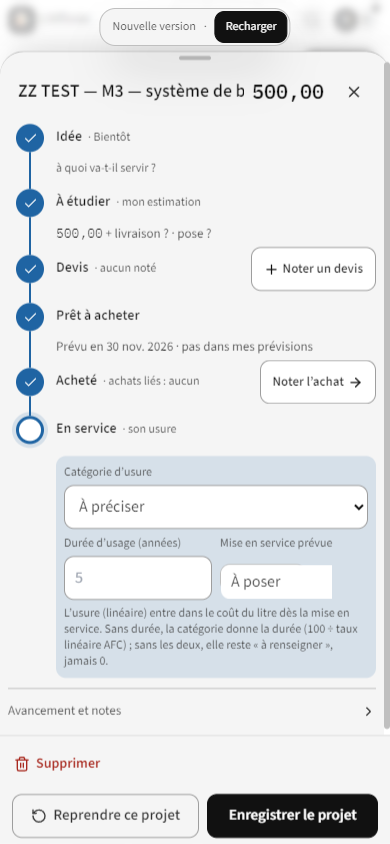 Nouvelle version · Recharger
ZZ TEST — M3 — système de b 500,00
Idée · Bientôt
à quoi va-t-il servir ?
À étudier · mon estimation
500,00 + livraison ? · pose ?
Devis · aucun noté
+ Noter un devis
Prêt à acheter
Prévu en 30 nov. 2026 · pas dans mes prévisions
Acheté · achats liés : aucun
Noter l'achat →
En service · son usure
Catégorie d'usure
À préciser
Durée d'usage (années)
Mise en service prévue
5
À poser
L'usure (linéaire) entre dans le coût du litre dès la mise en
service. Sans durée, la catégorie donne la durée (100 ÷ taux
linéaire AFC) ; sans les deux, elle reste « à renseigner »,
jamais 0.
Avancement et notes
Supprimer
Reprendre ce projet
Enregistrer le projet